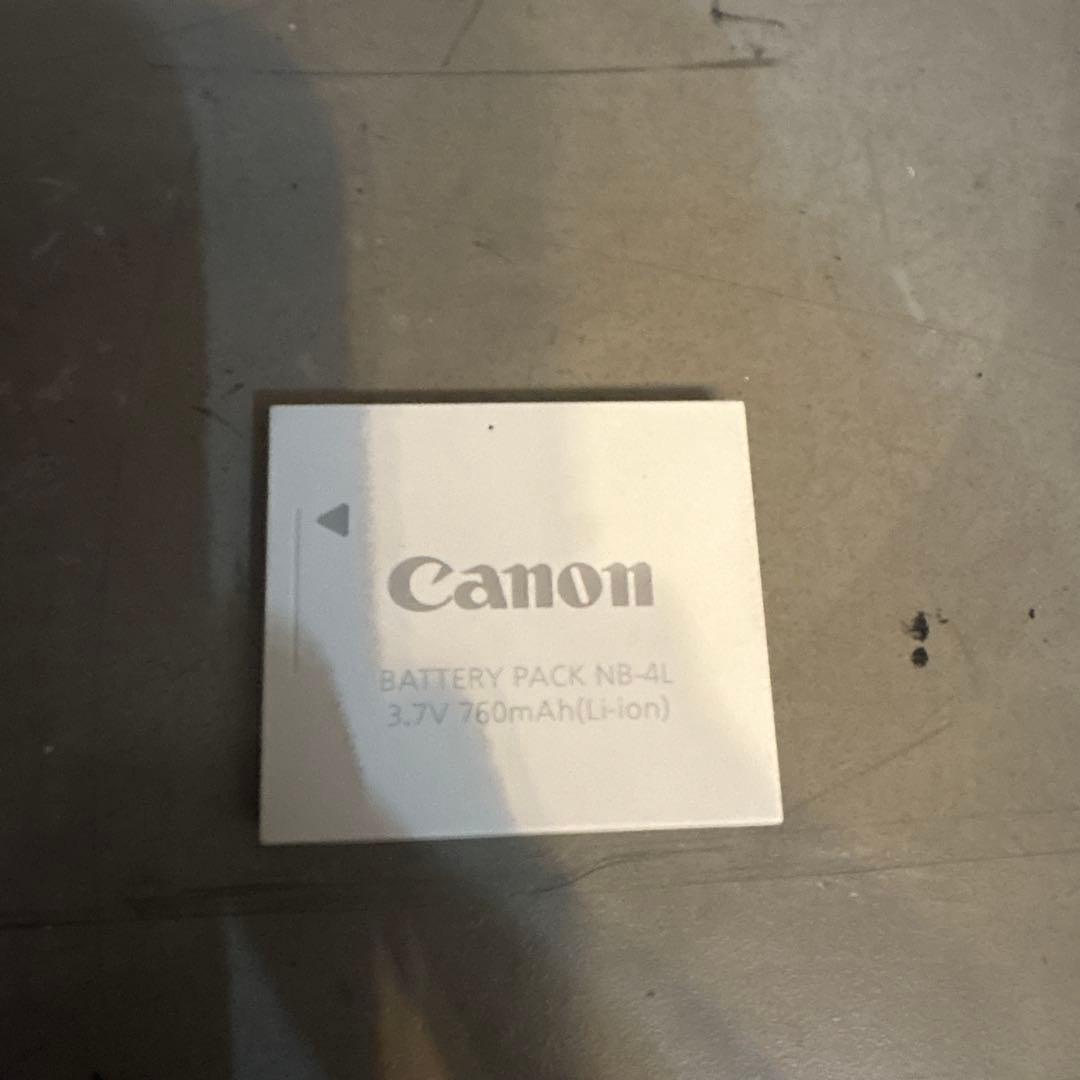 Canon
BATTERY PACK NB-4L
3.7V 760mAh(Li-ion)